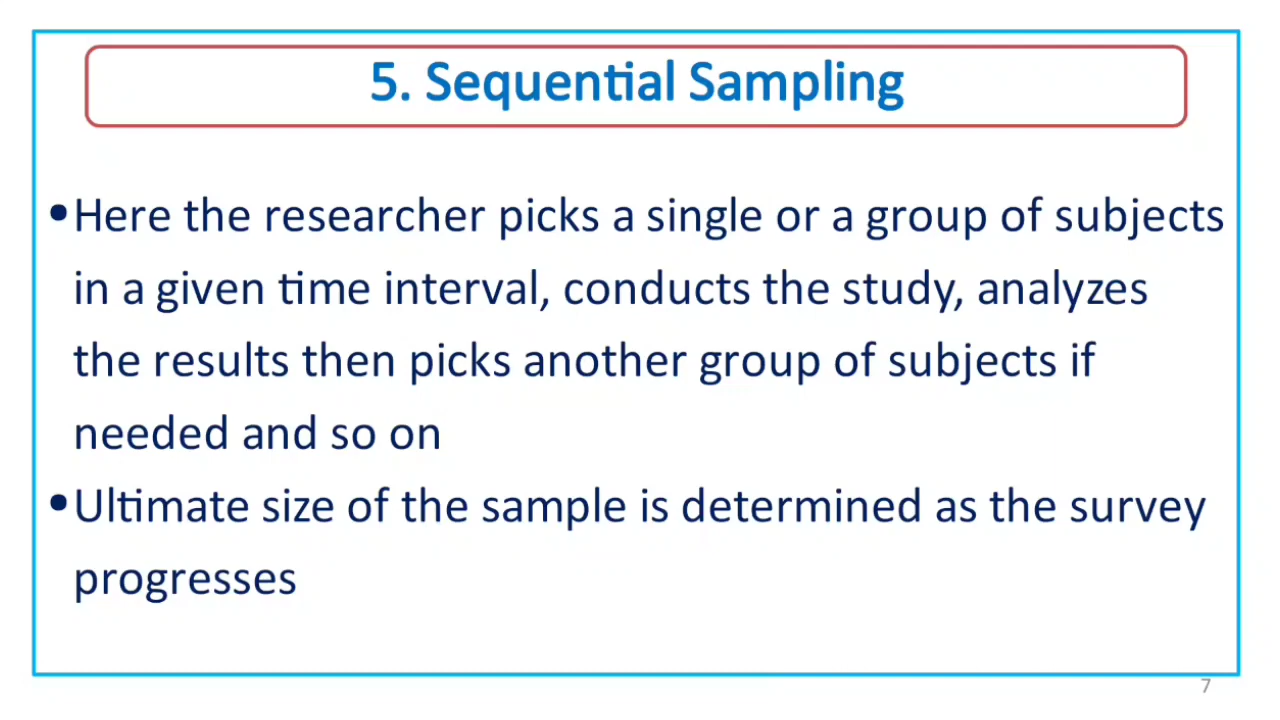 5. Sequential Sampling
•Here the researcher picks a single or a group of subjects
in a given time interval, conducts the study, analyzes
the results then picks another group of subjects if
needed and so on
•Ultimate size of the sample is determined as the survey
progresses
7